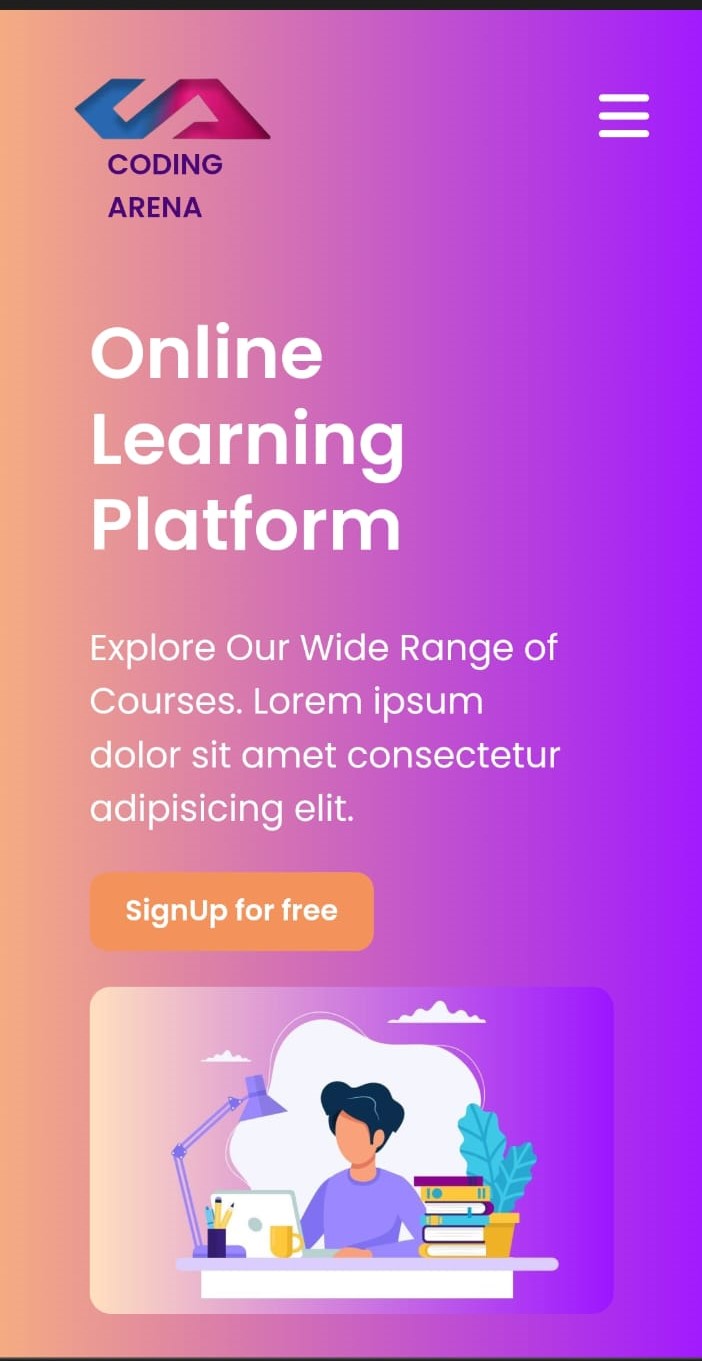 CODING
ARENA
Online
Learning
Platform
Explore Our Wide Range of
Courses. Lorem ipsum
dolor sit amet consectetur
adipisicing elit.
SignUp for free